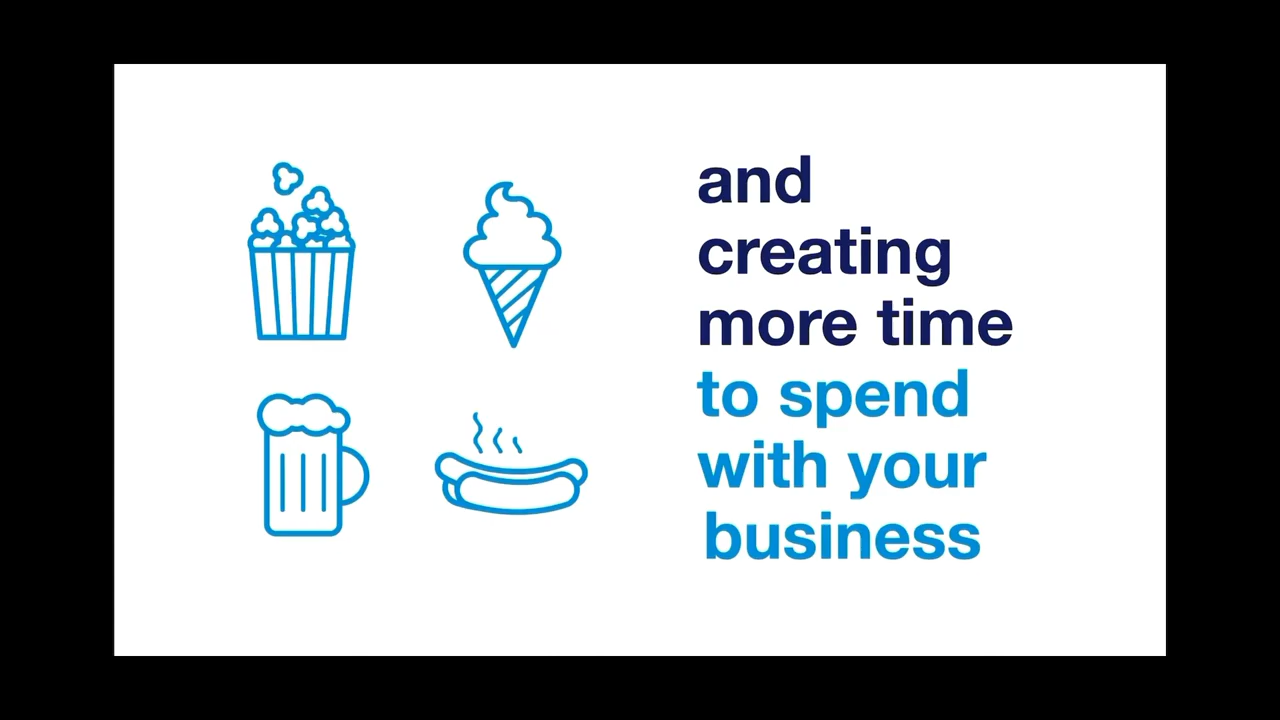 and
creating
more time
to spend
with your
business